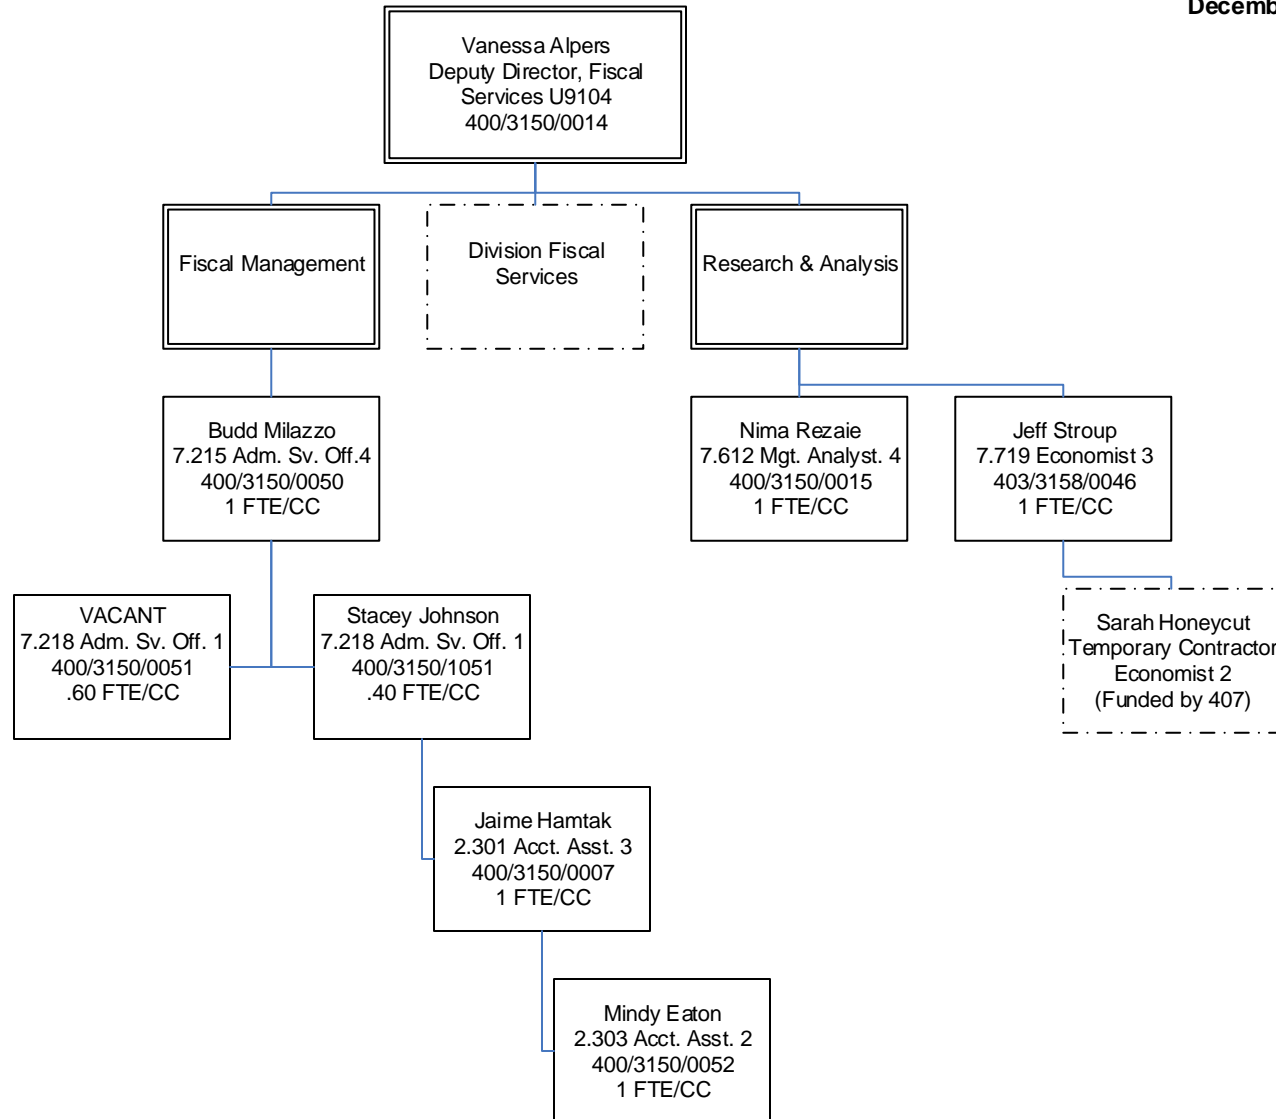 Decemb
Vanessa Alpers
Deputy Director, Fiscal
Services U9104
400/3150/0014
Fiscal Management
Division Fiscal
Services
Research & Analysis
Budd Milazzo
7.215 Adm. Sv. Off.4
400/3150/0050
1 FTE/CC
Nima Rezaie
7.612 Mgt. Analyst. 4
400/3150/0015
1 FTE/CC
Jeff Stroup
7.719 Economist 3
403/3158/0046
1 FTE/CC
VACANT
7.218 Adm. Sv. Off. 1
400/3150/0051
.60 FTE/CC
Stacey Johnson
7.218 Adm. Sv. Off. 1
400/3150/1051
.40 FTE/CC
Sarah Honeycut
Temporary Contractor
Economist 2
(Funded by 407)
Jaime Hamtak
2.301 Acct. Asst. 3
400/3150/0007
1 FTE/CC
Mindy Eaton
2.303 Acct. Asst. 2
400/3150/0052
1 FTE/CC